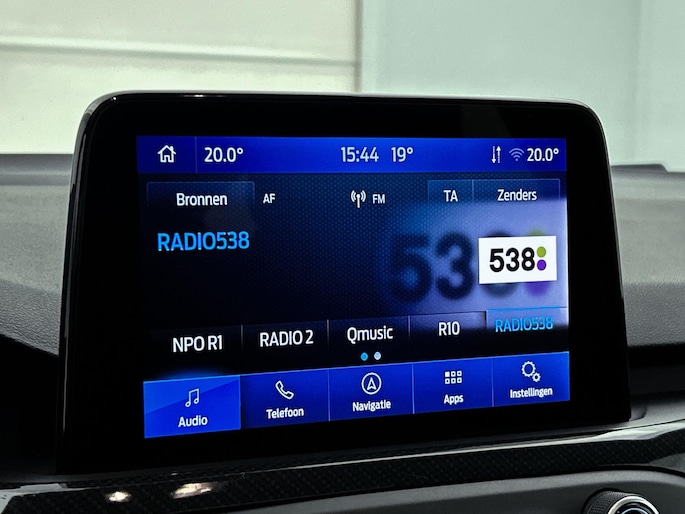 20.0° 15:44 19° 20.0°
Bronnen AF FM TA Zenders
RADIO538
538
538
NPO R1 RADIO 2 Qmusic R10 RADIO538
Audio Telefoon Navigatie Apps Instellingen